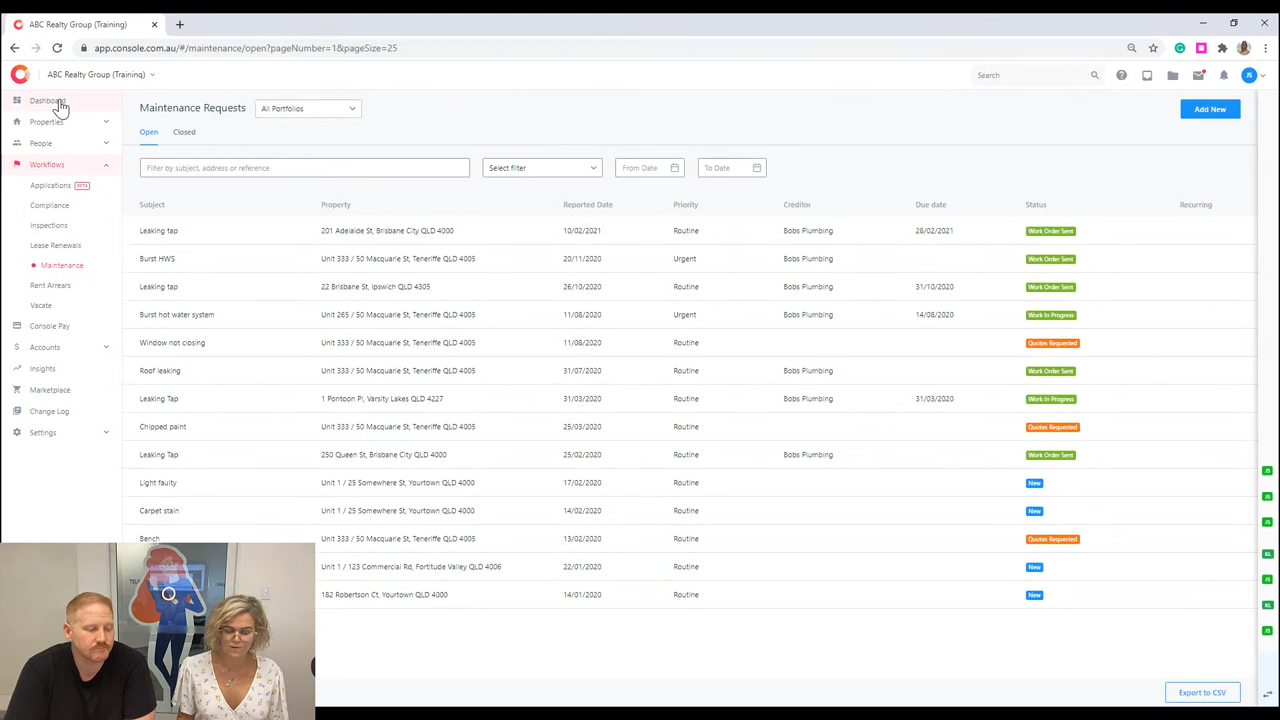 ABC Realty Group (Training)
app.console.com.au/#/maintenance/open?pageNumber=1&pageSize=25
ABC Realty Group (Training)
Search
JS
Dashboard
Properties
People
Workflows
Applications BETA
Compliance
Inspections
Lease Renewals
Maintenance
Rent Arrears
Vacate
Console Pay
Accounts
Insights
Marketplace
Change Log
Settings
Maintenance Requests All Portfolios
Add New
Open Closed
Filter by subject, address or reference Select filter From Date To Date
Subject Property Reported Date Priority Creditor Due date Status Recurring
Leaking tap 201 Adelaide St, Brisbane City QLD 4000 10/02/2021 Routine Bobs Plumbing 28/02/2021 Work Order Sent
Burst HWS Unit 333 / 50 Macquarie St, Teneriffe QLD 4005 20/11/2020 Urgent Bobs Plumbing Work Order Sent
Leaking tap 22 Brisbane St, Ipswich QLD 4305 26/10/2020 Routine Bobs Plumbing 31/10/2020 Work Order Sent
Burst hot water system Unit 265 / 50 Macquarie St, Teneriffe QLD 4005 11/08/2020 Urgent Bobs Plumbing 14/08/2020 Work In Progress
Window not closing Unit 333 / 50 Macquarie St, Teneriffe QLD 4005 11/08/2020 Routine Quotes Requested
Roof leaking Unit 333 / 50 Macquarie St, Teneriffe QLD 4005 31/07/2020 Routine Bobs Plumbing Work Order Sent
Leaking Tap 1 Pontoon Pl, Varsity Lakes QLD 4227 31/03/2020 Routine Bobs Plumbing 31/03/2020 Work In Progress
Chipped paint Unit 333 / 50 Macquarie St, Teneriffe QLD 4005 25/03/2020 Routine Quotes Requested
Leaking Tap 250 Queen St, Brisbane City QLD 4000 25/02/2020 Routine Bobs Plumbing Work Order Sent
Light faulty Unit 1 / 25 Somewhere St, Yourtown QLD 4000 17/02/2020 Routine New
Carpet stain Unit 1 / 25 Somewhere St, Yourtown QLD 4000 14/02/2020 Routine New
Bench Unit 333 / 50 Macquarie St, Teneriffe QLD 4005 13/02/2020 Routine Quotes Requested
Unit 1 / 123 Commercial Rd, Fortitude Valley QLD 4006 22/01/2020 Routine New
182 Robertson Ct, Yourtown QLD 4000 14/01/2020 Routine New
Export to CSV
JS
JS
JS
KL
JS
KL
JS